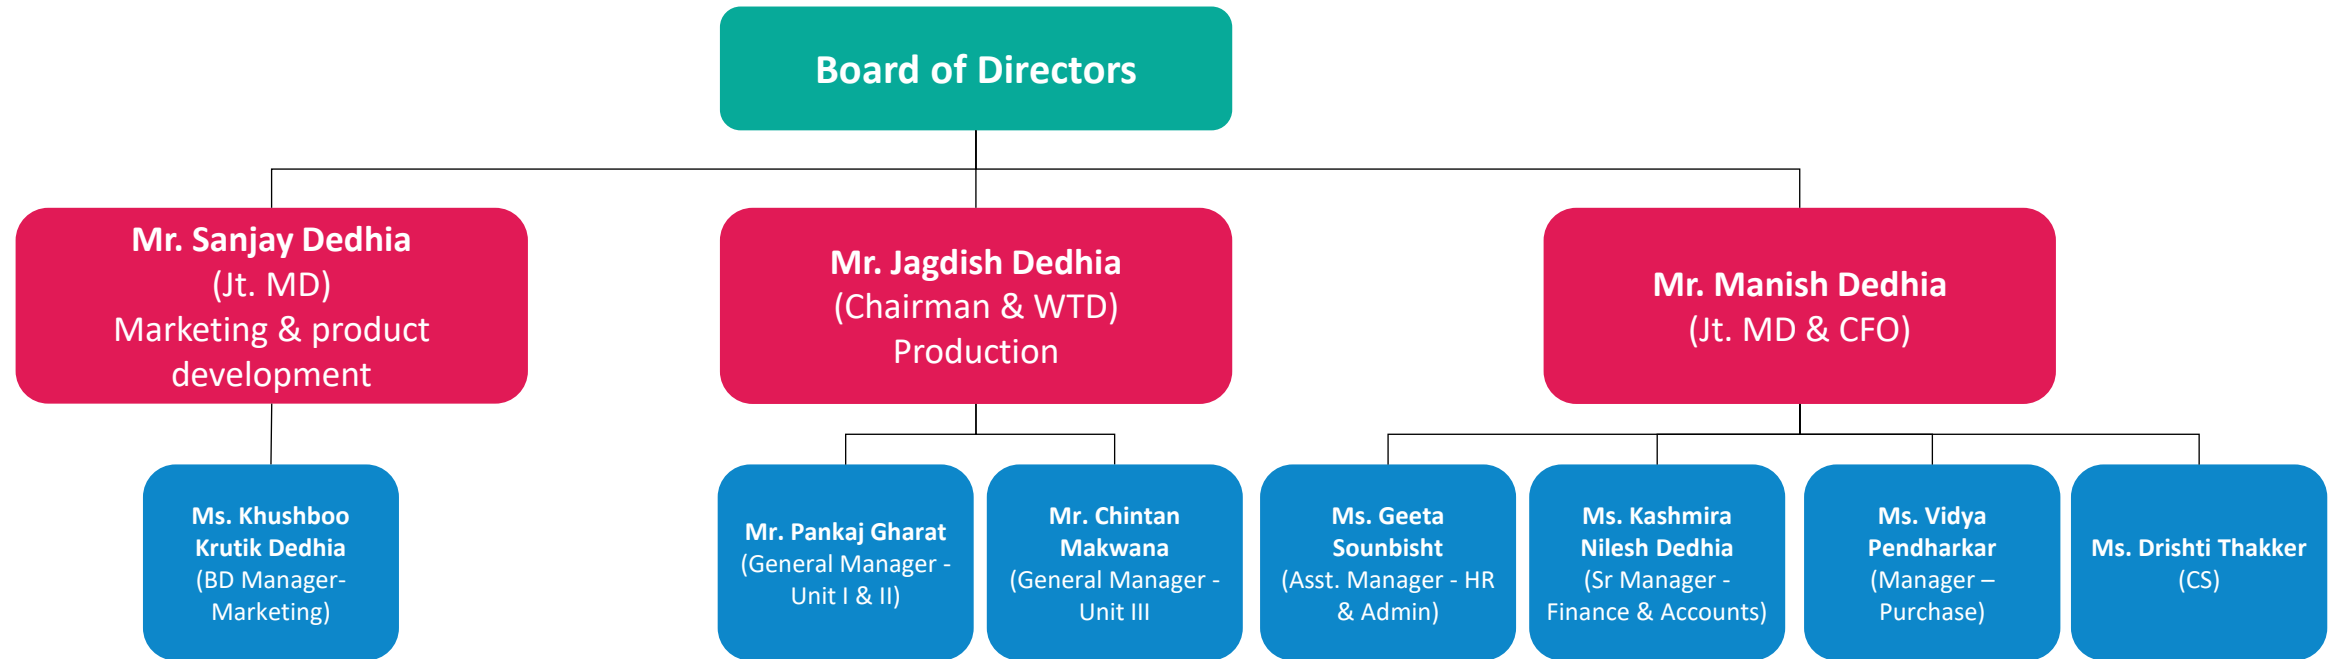 Board of Directors
Mr. Sanjay Dedhia
(Jt. MD)
Marketing & product
development
Mr. Jagdish Dedhia
(Chairman & WTD)
Production
Mr. Manish Dedhia
(Jt. MD & CFO)
Ms. Khushboo
Krutik Dedhia
(BD Manager-
Marketing)
Mr. Pankaj Gharat
(General Manager -
Unit I & II)
Mr. Chintan
Makwana
(General Manager -
Unit III
Ms. Geeta
Sounbisht
(Asst. Manager - HR
& Admin)
Ms. Kashmira
Nilesh Dedhia
(Sr Manager -
Finance & Accounts)
Ms. Vidya
Pendharkar
(Manager –
Purchase)
Ms. Drishti Thakker
(CS)